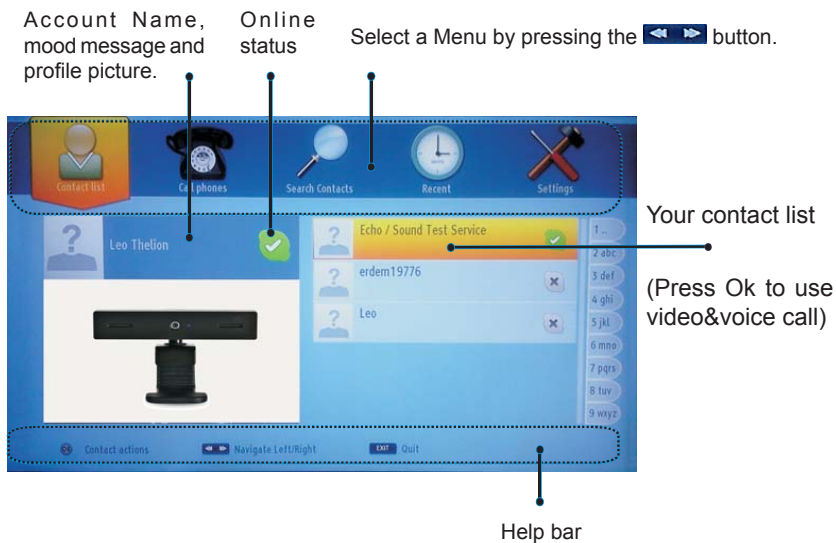 Account Name,
mood message and
profile picture.
Online
status
Select a Menu by pressing the button.
Contact list
Call phones
Search Contacts
Recent
Settings
Leo Thelion
Echo / Sound Test Service
erdem19776
Leo
1 ..
2 abc
3 def
4 ghi
5 jkl
6 mno
7 pqrs
8 tuv
9 wxyz
Your contact list
(Press Ok to use
video&voice call)
Contact actions
Navigate Left/Right
EXIT Quit
Help bar